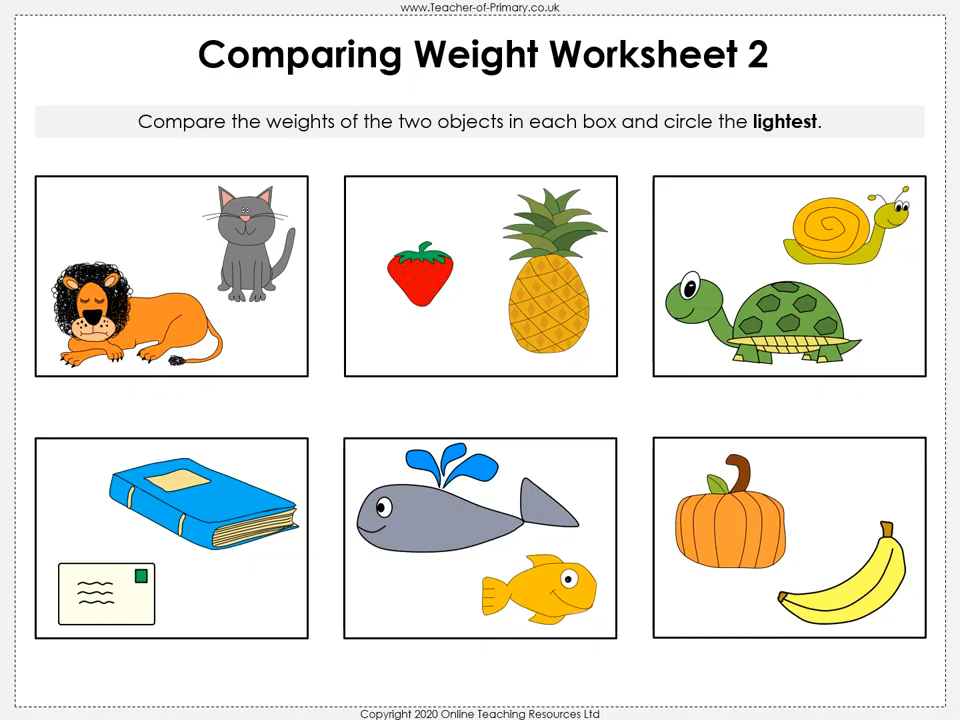 www.Teacher-of-Primary.co.uk
Comparing Weight Worksheet 2
Compare the weights of the two objects in each box and circle the lightest.
Copyright 2020 Online Teaching Resources Ltd